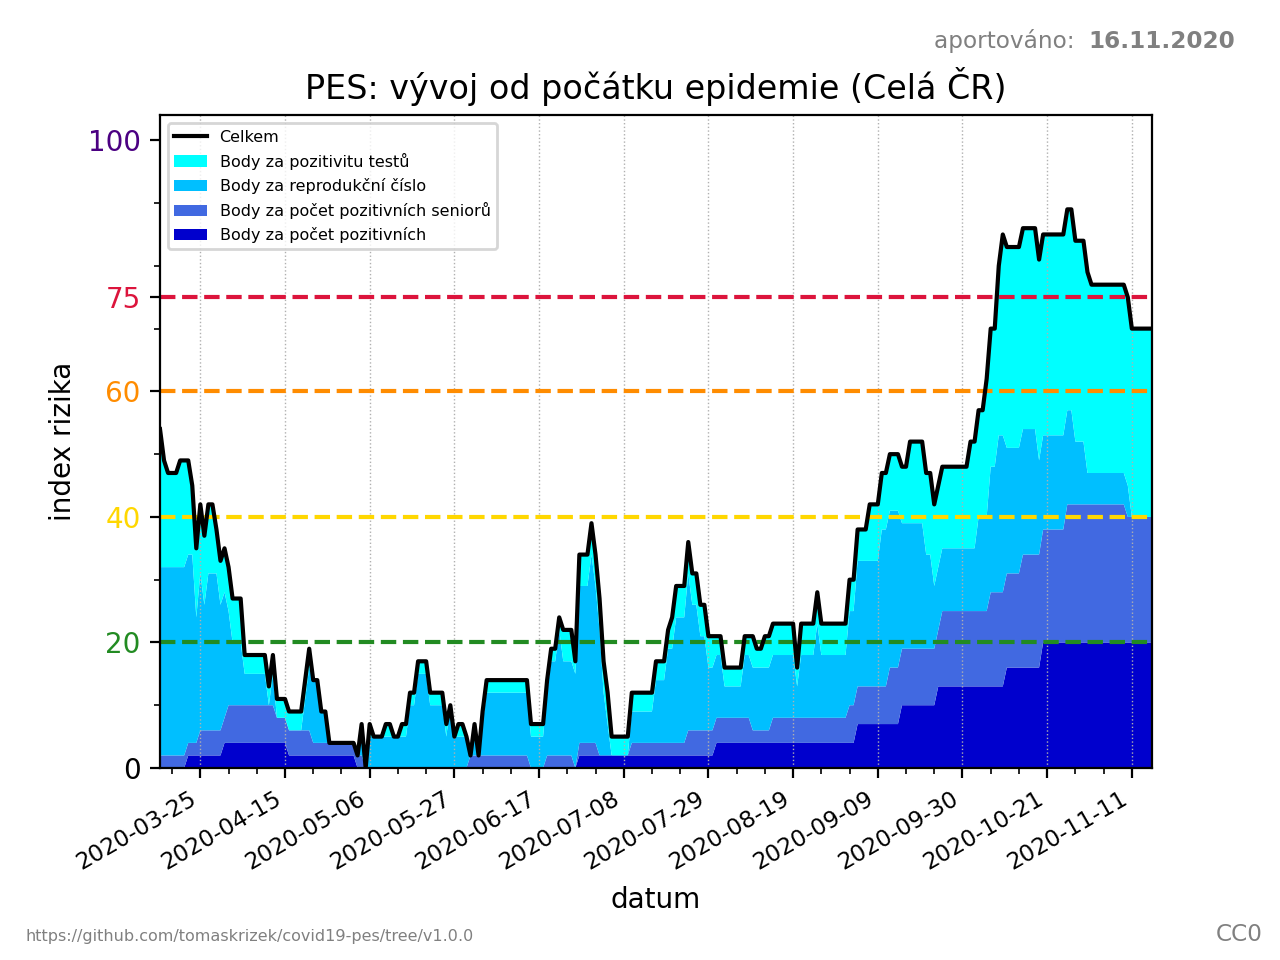 aportováno: 16.11.2020
PES: vývoj od počátku epidemie (Celá ČR)
Celkem
Body za pozitivitu testů
Body za reprodukční číslo
Body za počet pozitivních seniorů
Body za počet pozitivních
100
75
60
40
20
0
index rizika
2020-03-25
2020-04-15
2020-05-06
2020-05-27
2020-06-17
2020-07-08
2020-07-29
2020-08-19
2020-09-09
2020-09-30
2020-10-21
2020-11-11
datum
https://github.com/tomaskrizek/covid19-pes/tree/v1.0.0
CC0